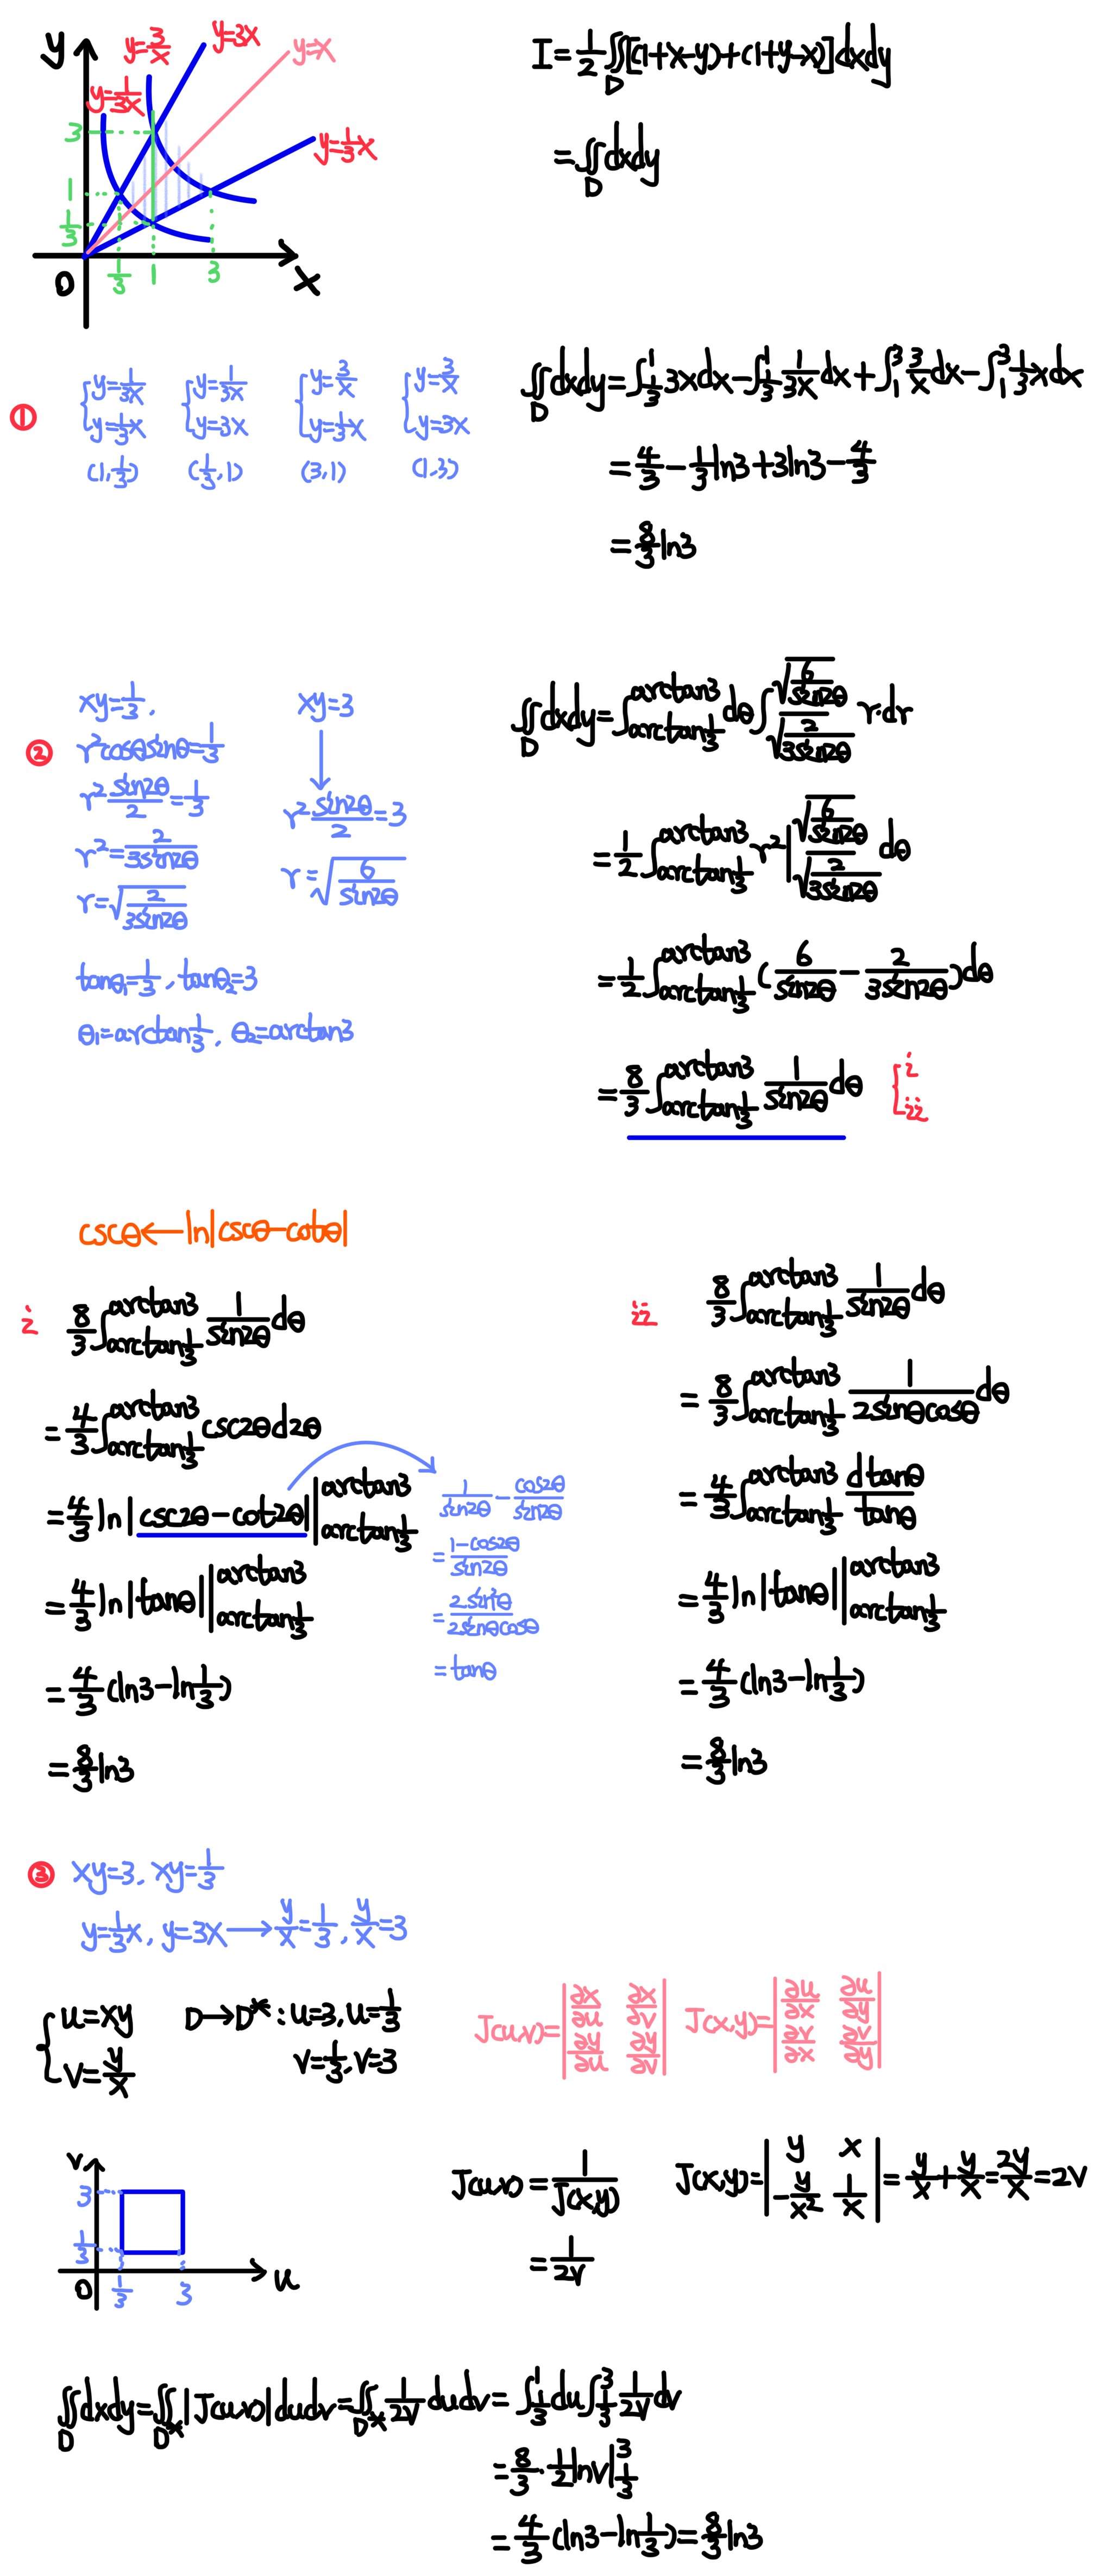 y
y=3/x
y=3x
y=x
y=1/3x
y=1/3 x
3
1
1/3
0
1/3 1 3
x
I=1/2∬_D[(1+x-y)+(1+y-x)]dxdy
=∬_D dxdy
① {y=1/3x {y=1/3x {y=3/x {y=3/x
y=1/3 x y=3x y=1/3 x y=3x
(1,1/3) (1/3,1) (3,1) (1,3)
∬_D dxdy=∫_{1/3}^{1}3xdx-∫_{1/3}^{1}1/3x dx+∫_1^3 3/x dx-∫_1^3 1/3 xdx
=4/3-1/3 ln3+3ln3-4/3
=8/3 ln3
②
xy=1/3,
r²cosθsinθ=1/3
r² sin2θ/2=1/3
r²=2/3sin2θ
r=√(2/3sin2θ)
xy=3
↓
r² sin2θ/2=3
r=√(6/sin2θ)
tanθ₁=1/3, tanθ₂=3
θ₁=arctan1/3, θ₂=arctan3
∬_D dxdy=∫_{arctan1/3}^{arctan3}dθ∫_{√(2/3sin2θ)}^{√(6/sin2θ)} r·dr
=1/2∫_{arctan1/3}^{arctan3} r²|_{√(2/3sin2θ)}^{√(6/sin2θ)} dθ
=1/2∫_{arctan1/3}^{arctan3}(6/sin2θ-2/3sin2θ)dθ
=8/3∫_{arctan1/3}^{arctan3} 1/sin2θ dθ { i
ii
cscθ←ln|cscθ-cotθ|
i 8/3∫_{arctan1/3}^{arctan3} 1/sin2θ dθ
=4/3∫_{arctan1/3}^{arctan3}csc2θd2θ
=4/3 ln|csc2θ-cot2θ||_{arctan1/3}^{arctan3}
=4/3 ln|tanθ||_{arctan1/3}^{arctan3}
=4/3(ln3-ln1/3)
=8/3 ln3
1/sin2θ-cos2θ/sin2θ
=1-cos2θ/sin2θ
=2sin²θ/2sinθcosθ
=tanθ
ii 8/3∫_{arctan1/3}^{arctan3} 1/sin2θ dθ
=8/3∫_{arctan1/3}^{arctan3} 1/2sinθcosθ dθ
=4/3∫_{arctan1/3}^{arctan3} dtanθ/tanθ
=4/3 ln|tanθ||_{arctan1/3}^{arctan3}
=4/3(ln3-ln1/3)
=8/3 ln3
③ xy=3, xy=1/3
y=1/3 x, y=3x→y/x=1/3, y/x=3
{u=xy D→D*: u=3, u=1/3
v=y/x v=1/3, v=3
J(u,v)=|∂x/∂u ∂x/∂v
∂y/∂u ∂y/∂v|
J(x,y)=|∂u/∂x ∂u/∂y
∂v/∂x ∂v/∂y|
v
3
1/3
0
1/3 3
u
J(u,v)=1/J(x,y)
=1/2v
J(x,y)=|y x
-y/x² 1/x|=y/x+y/x=2y/x=2v
∬_D dxdy=∬_{D*}|J(u,v)|dudv=∬_{D*}1/2v dudv=∫_{1/3}^{1}du∫_{1/3}^{3}1/2v dv
=8/3·1/2 lnv|_{1/3}^{3}
=4/3(ln3-ln1/3)=8/3 ln3